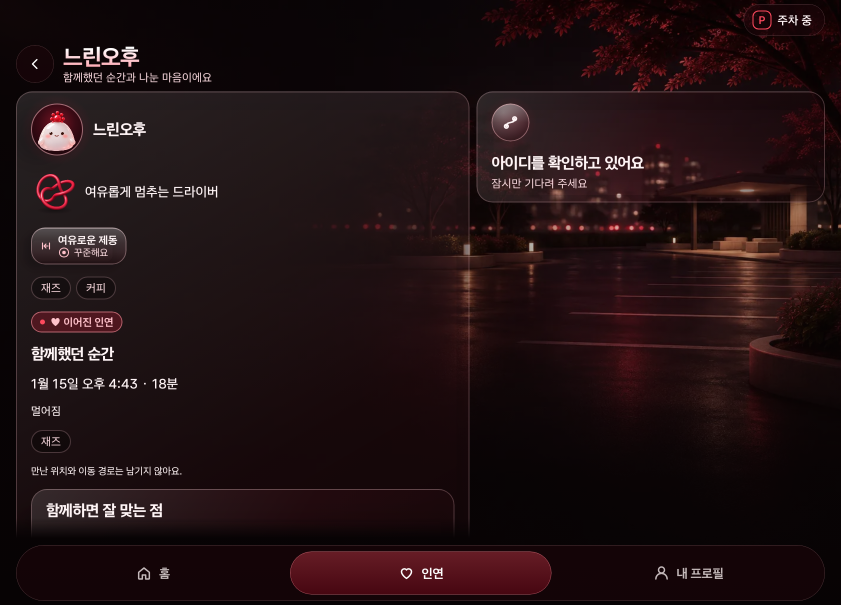 P 주차 중
느린오후
함께했던 순간과 나눈 마음이에요
느린오후
여유롭게 멈추는 드라이버
여유로운 제동
꾸준해요
재즈 커피
이어진 인연
함께했던 순간
1월 15일 오후 4:43 · 18분
멀어짐
재즈
만난 위치와 이동 경로는 남기지 않아요.
함께하면 잘 맞는 점
아이디를 확인하고 있어요
잠시만 기다려 주세요
홈 인연 내 프로필